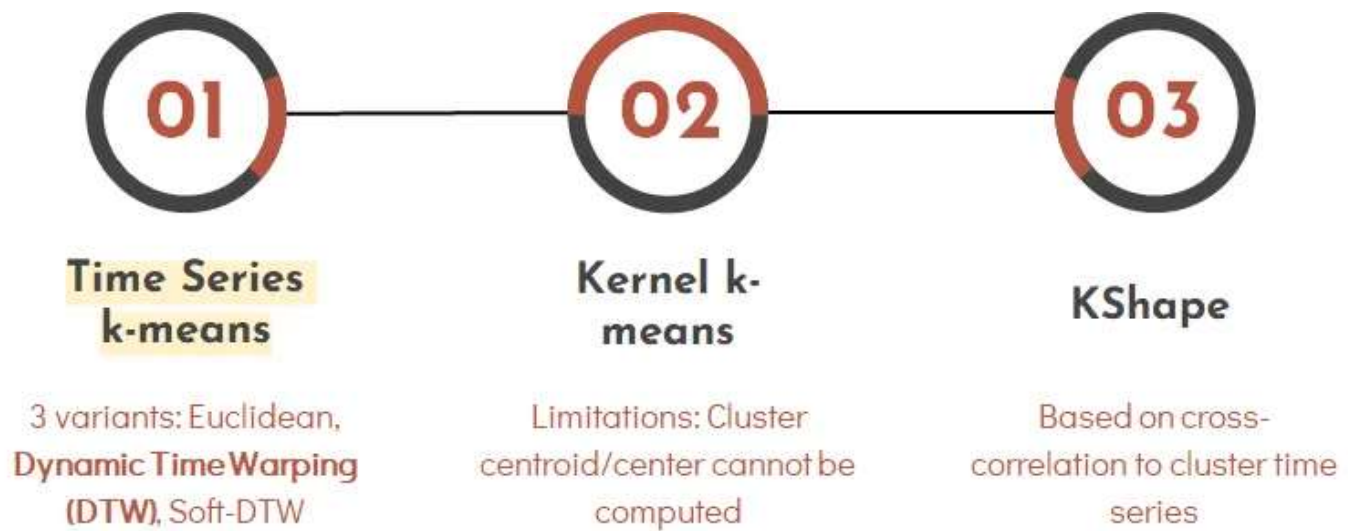 01
02
03
Time Series
k-means
Kernel k-
means
KShape
3 variants: Euclidean,
Dynamic Time Warping
(DTW), Soft-DTW
Limitations: Cluster
centroid/center cannot be
computed
Based on cross-
correlation to cluster time
series